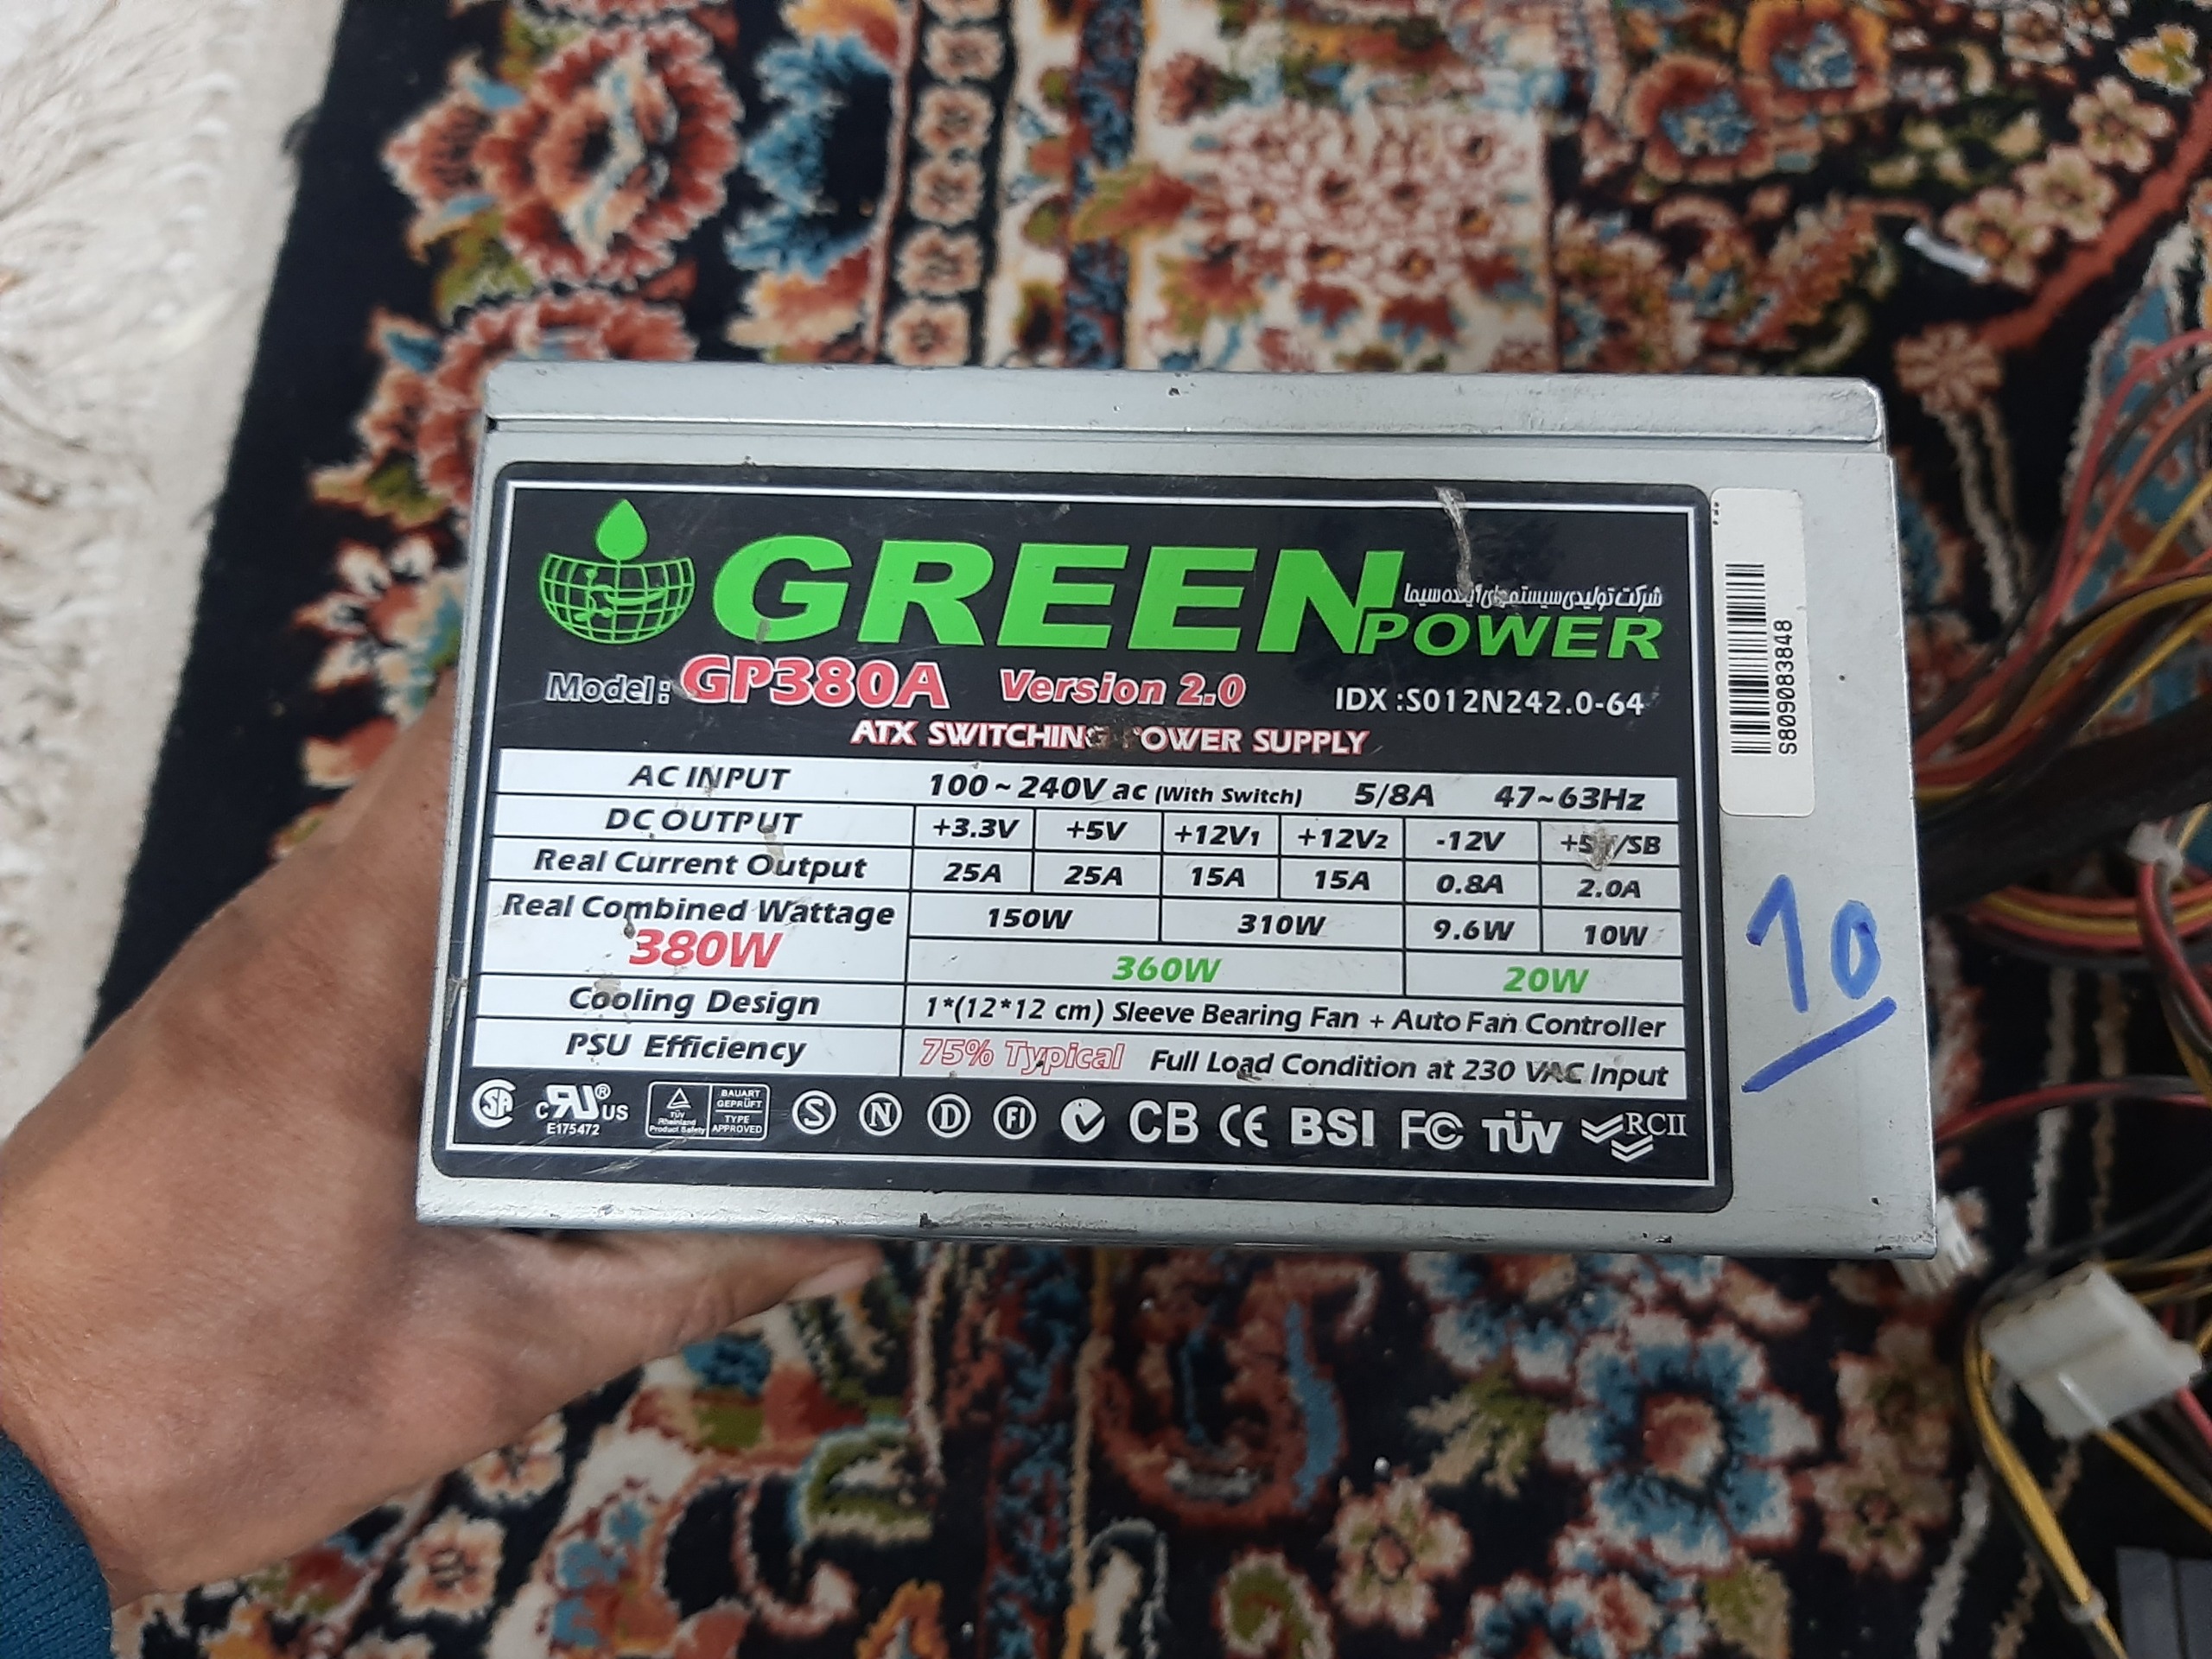 GREEN
شرکت تولیدی سیستمهای آینده سیما
POWER
Model: GP380A Version 2.0 IDX :S012N242.0-64
ATX SWITCHING POWER SUPPLY
AC INPUT 100 ~ 240V ac (With Switch) 5/8A 47~63Hz
DC OUTPUT +3.3V +5V +12V1 +12V2 -12V +5V/SB
Real Current Output 25A 25A 15A 15A 0.8A 2.0A
Real Combined Wattage 150W 310W 9.6W 10W
380W 360W 20W
Cooling Design 1*(12*12 cm) Sleeve Bearing Fan + Auto Fan Controller
PSU Efficiency 75% Typical Full Load Condition at 230 VAC Input
SA C RU ® US E175472 TÜV Rheinland Product Safety BAUART GEPRÜFT TYPE APPROVED S N D FI CB CE BSI FC TÜV RCII
S809083848
10